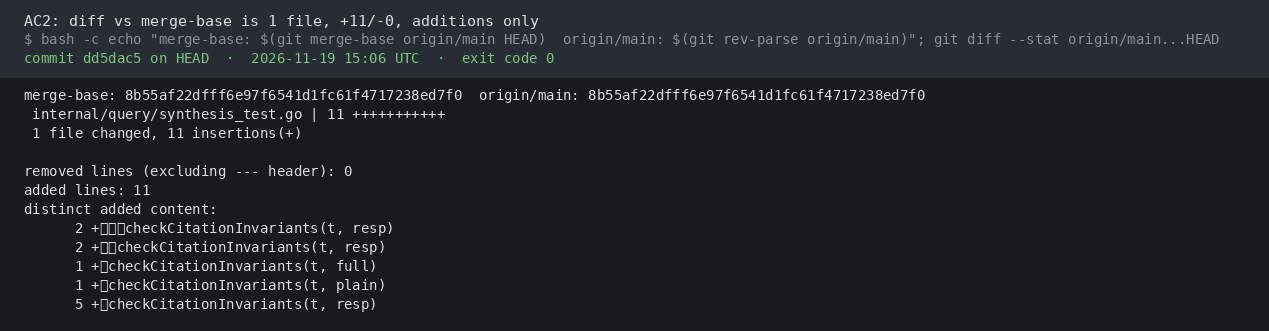 AC2: diff vs merge-base is 1 file, +11/-0, additions only
$ bash -c echo "merge-base: $(git merge-base origin/main HEAD)  origin/main: $(git rev-parse origin/main)"; git diff --stat origin/main...HEAD
commit dd5dac5 on HEAD  ·  2026-11-19 15:06 UTC  ·  exit code 0
merge-base: 8b55af22dfff6e97f6541d1fc61f4717238ed7f0  origin/main: 8b55af22dfff6e97f6541d1fc61f4717238ed7f0
 internal/query/synthesis_test.go | 11 +++++++++++
 1 file changed, 11 insertions(+)
removed lines (excluding --- header): 0
added lines: 11
distinct added content:
      2 +□□□checkCitationInvariants(t, resp)
      2 +□□checkCitationInvariants(t, resp)
      1 +□checkCitationInvariants(t, full)
      1 +□checkCitationInvariants(t, plain)
      5 +□checkCitationInvariants(t, resp)